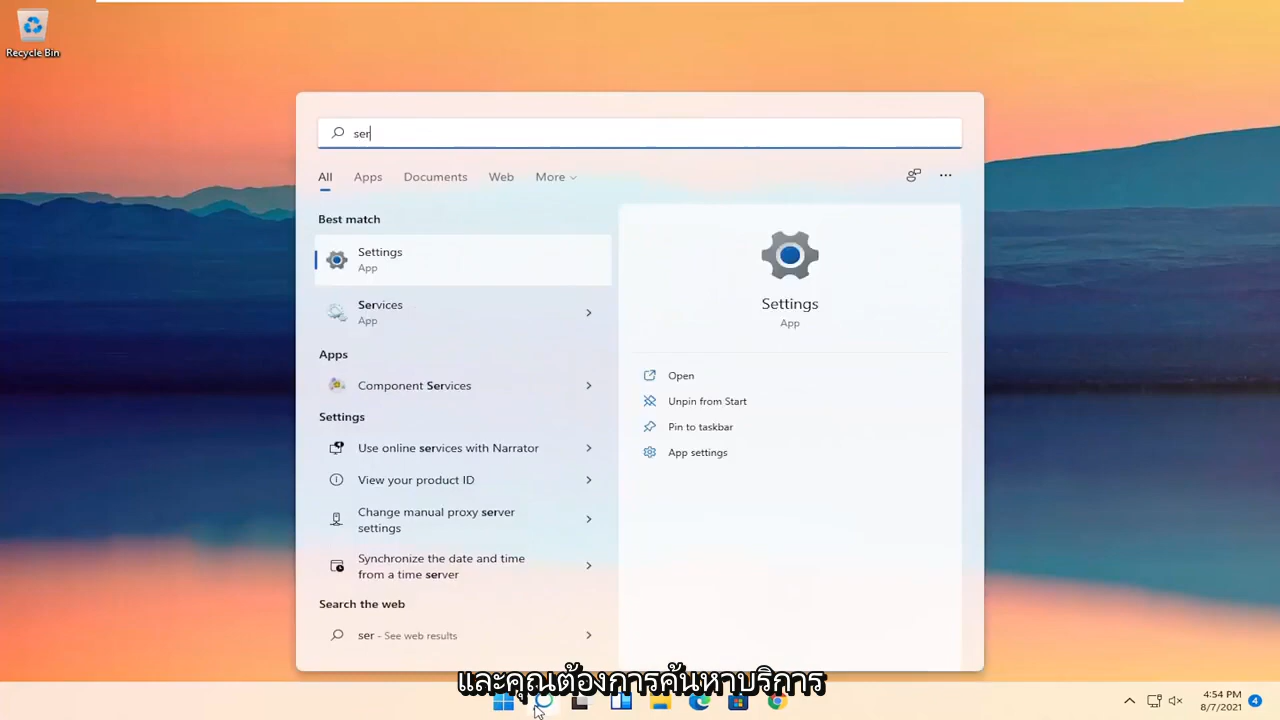 Recycle Bin
ser
All Apps Documents Web More
Best match
Settings
App
Services
App
Apps
Component Services
Settings
Use online services with Narrator
View your product ID
Change manual proxy server
settings
Synchronize the date and time
from a time server
Search the web
ser - See web results
Settings
App
Open
Unpin from Start
Pin to taskbar
App settings
และคุณต้องการค้นหาบริการ
4:54 PM
8/7/2021
4